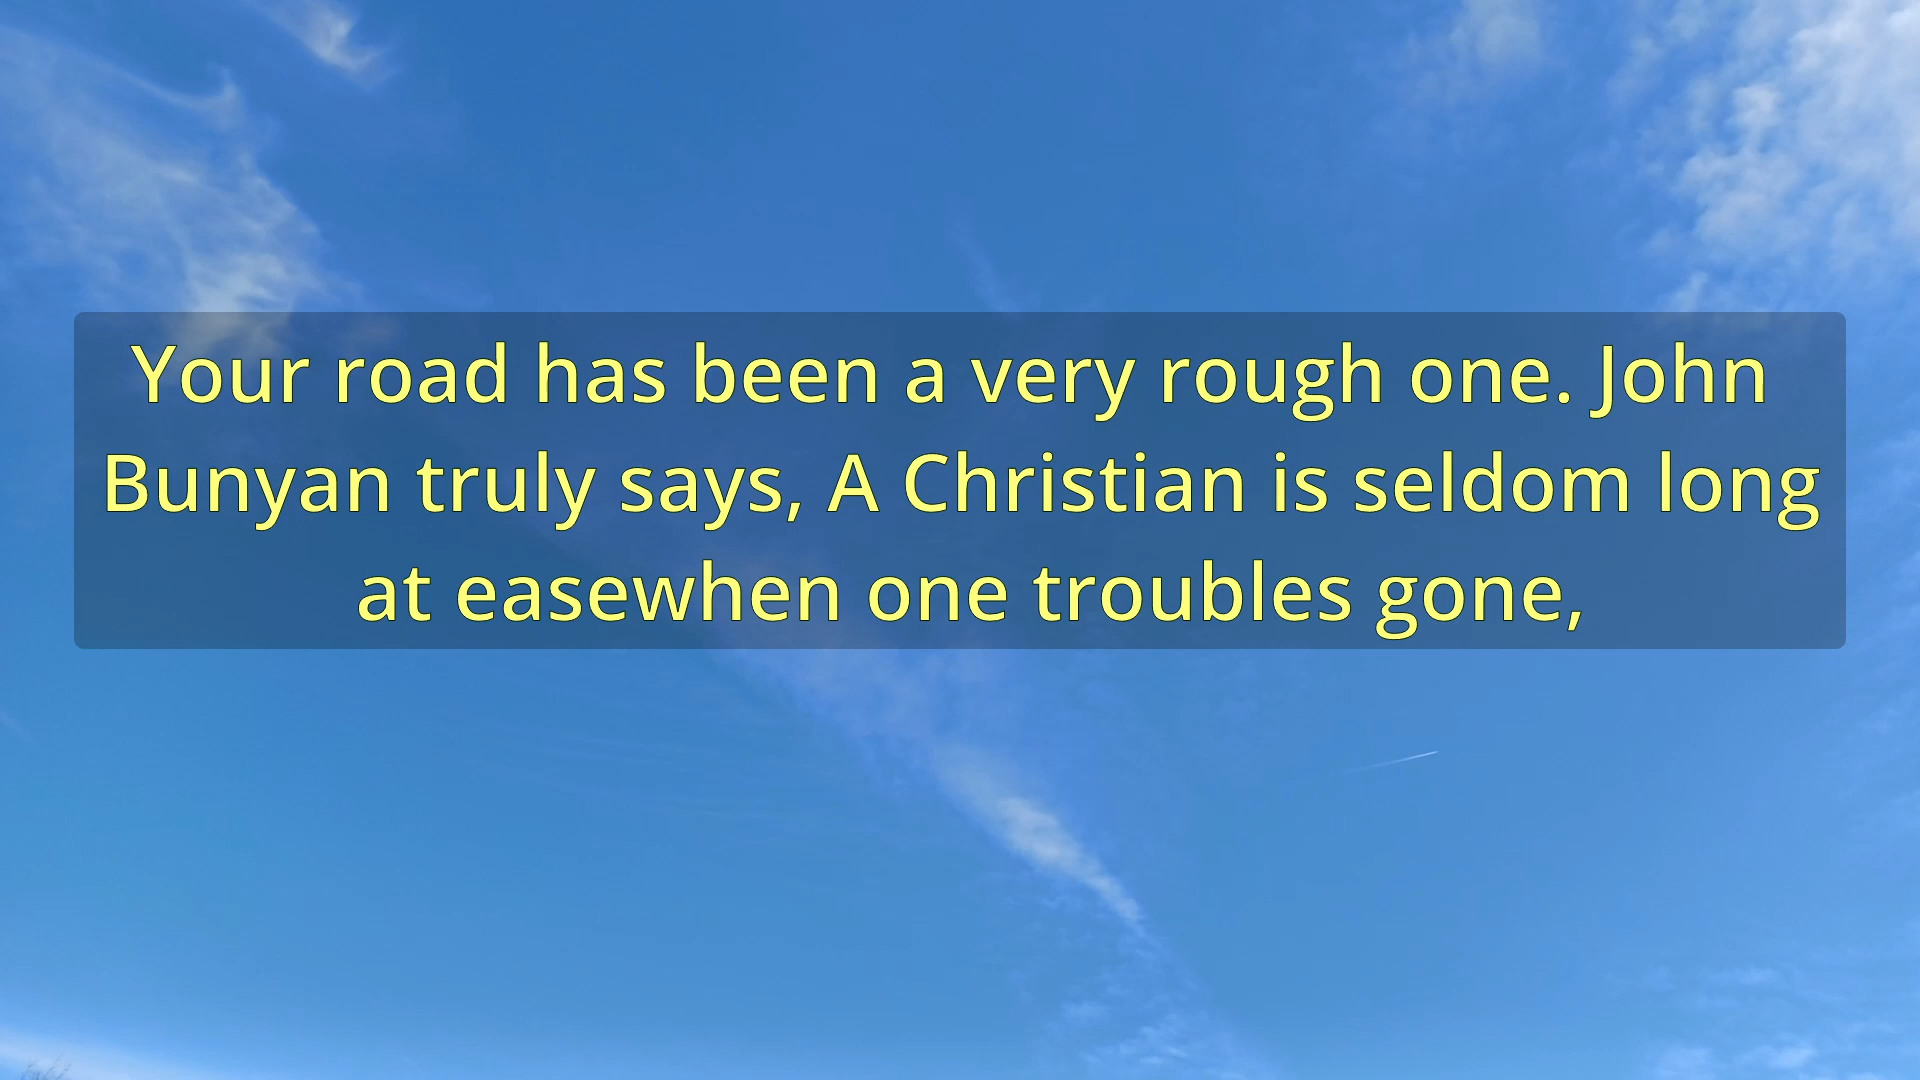 Your road has been a very rough one. John
Bunyan truly says, A Christian is seldom long
at easewhen one troubles gone,